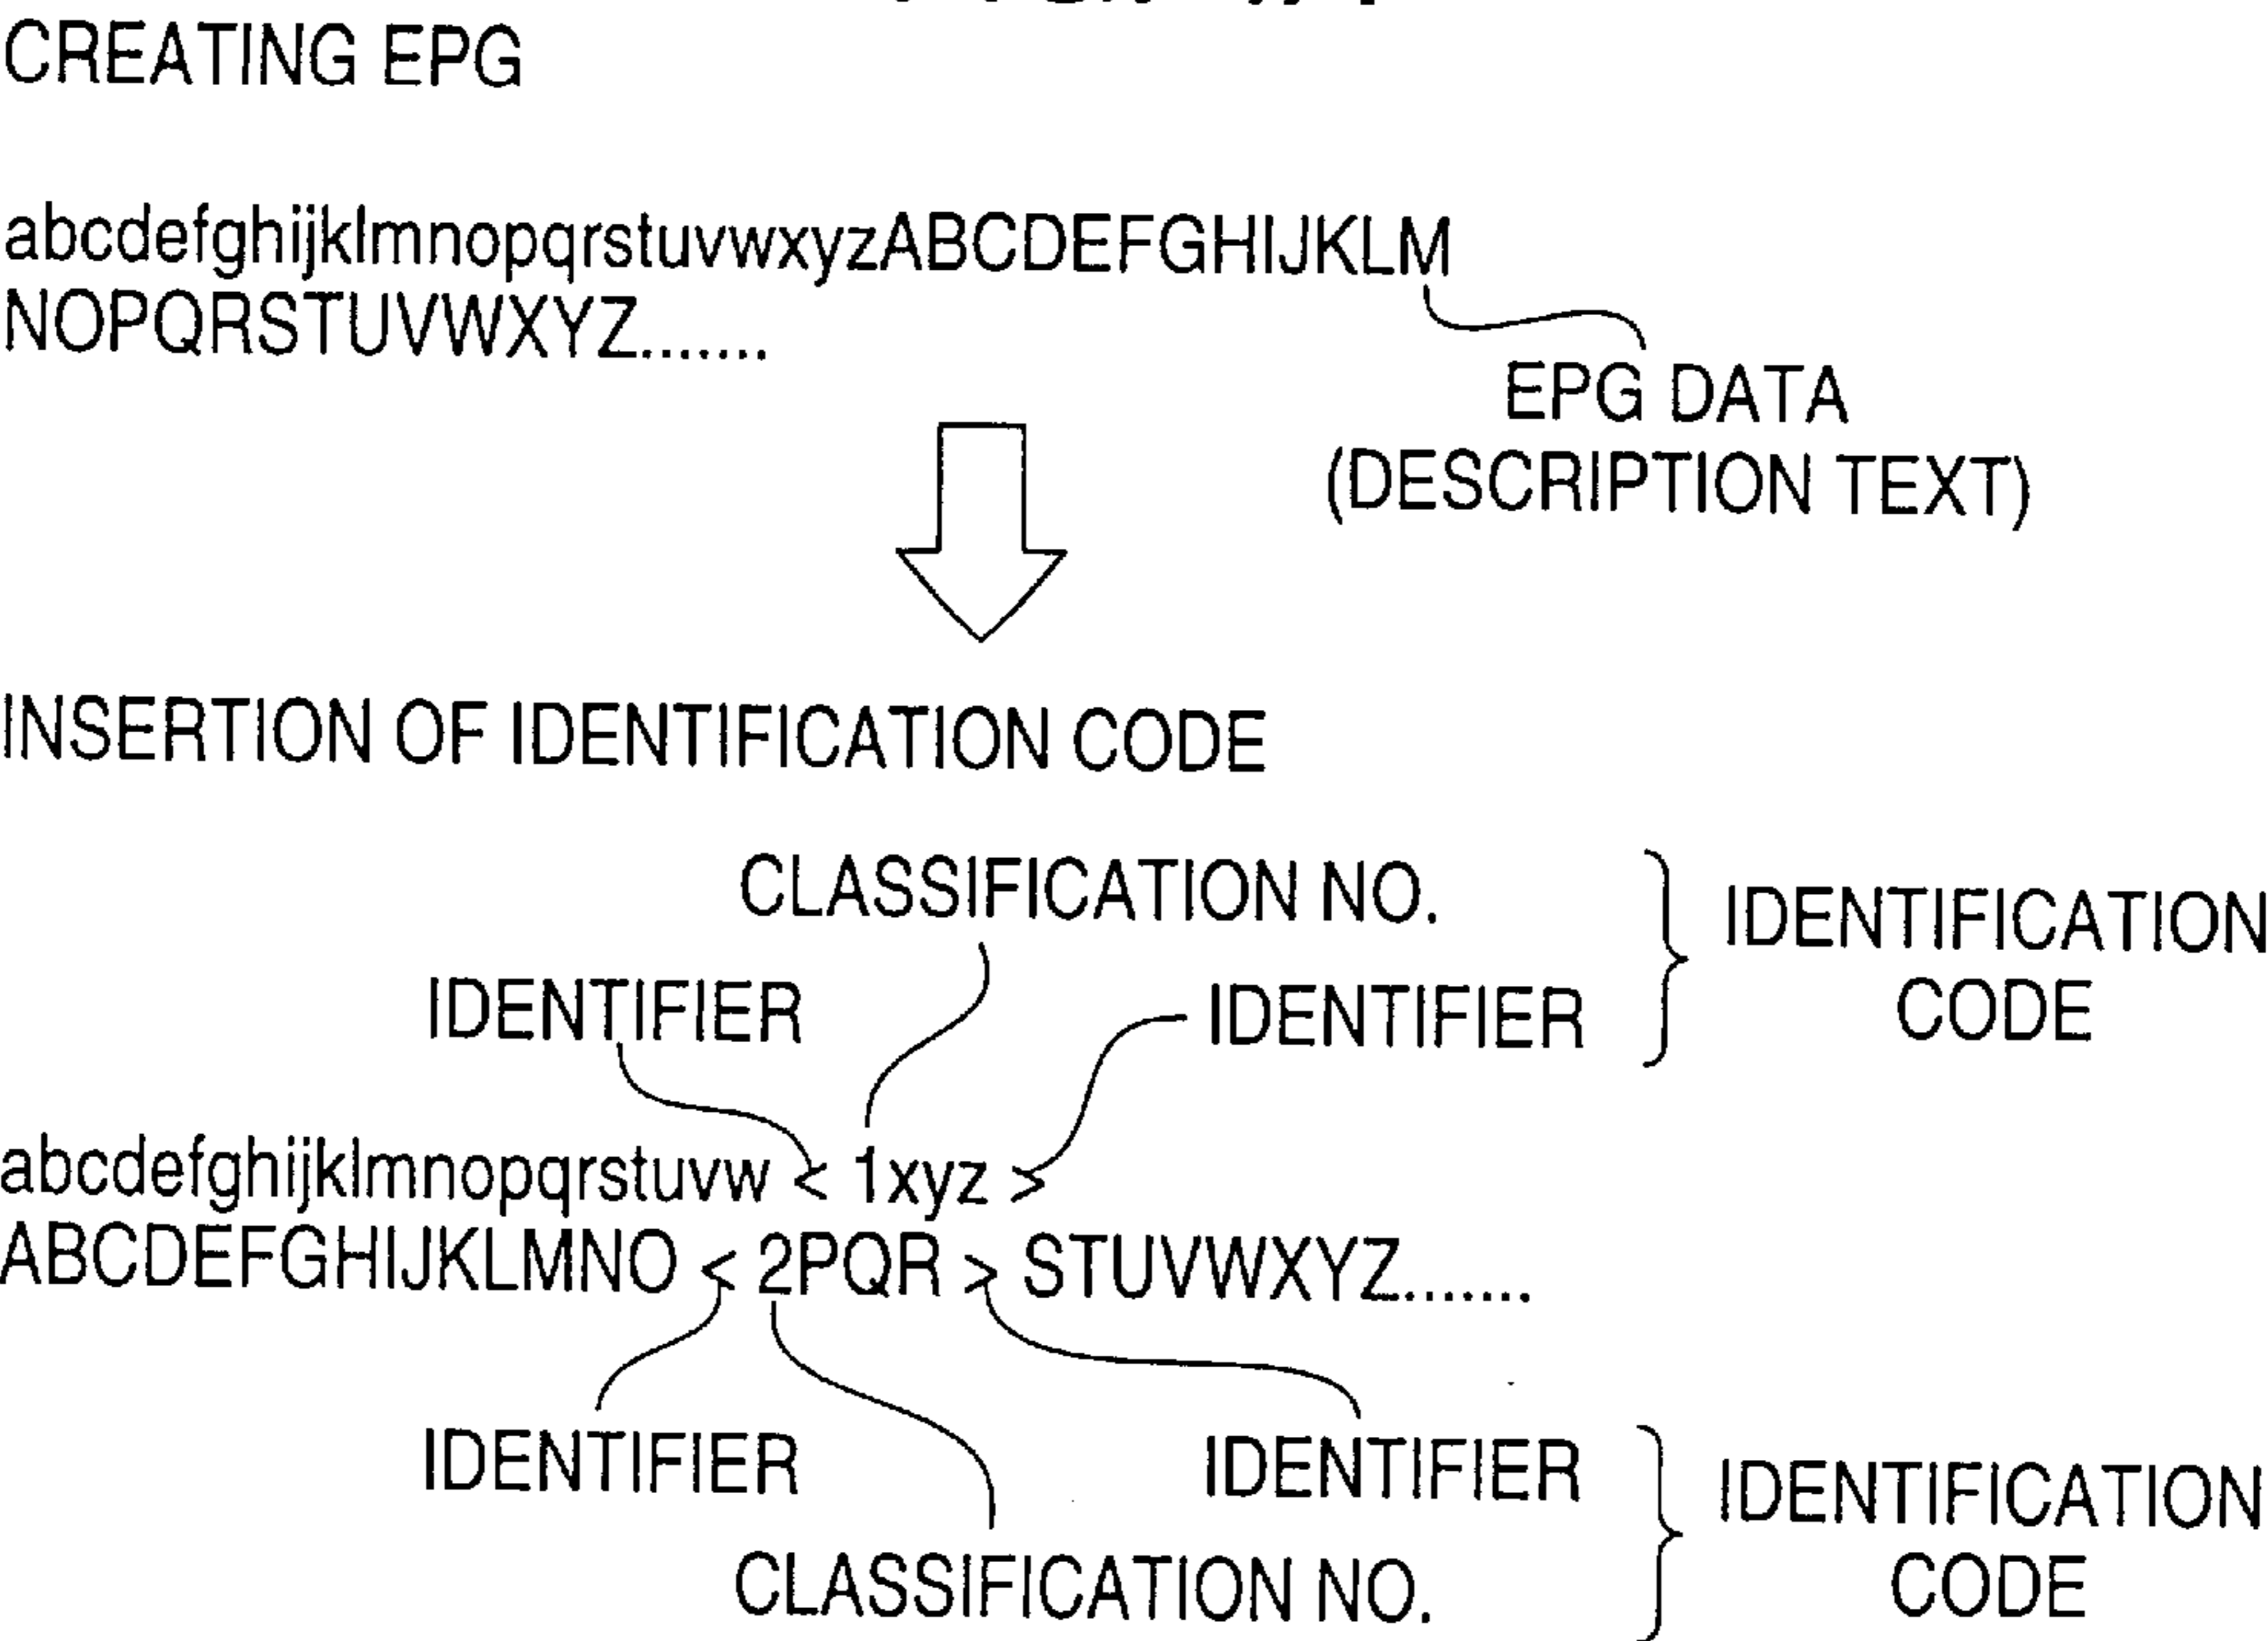 CREATING EPG
abcdefghijklmnopqrstuvwxyzABCDEFGHIJKLM
NOPQRSTUVWXYZ.......
EPG DATA
(DESCRIPTION TEXT)
INSERTION OF IDENTIFICATION CODE
CLASSIFICATION NO.
IDENTIFIER
IDENTIFIER
IDENTIFICATION
CODE
abcdefghijklmnopqrstuvw < 1xyz >
ABCDEFGHIJKLMNO < 2PQR > STUVWXYZ.......
IDENTIFIER
IDENTIFIER
CLASSIFICATION NO.
IDENTIFICATION
CODE